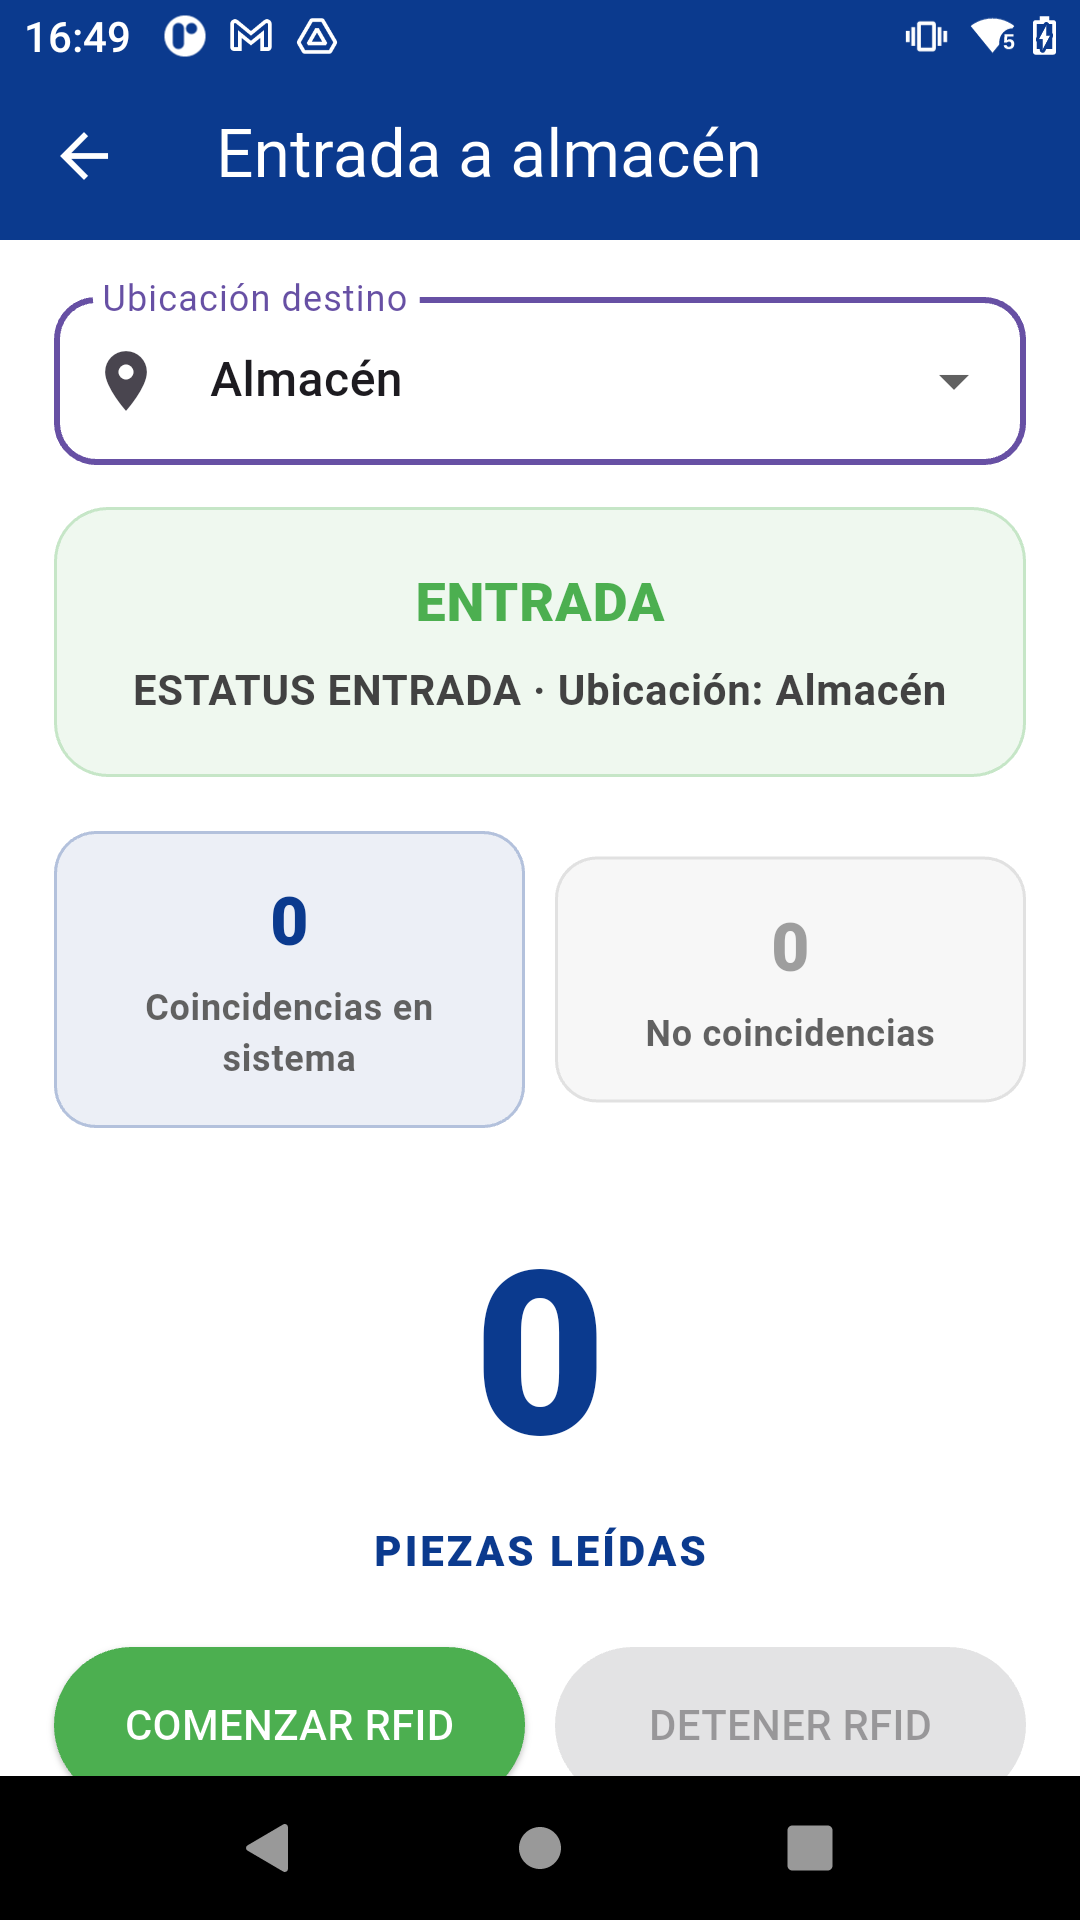 16:49
5
Entrada a almacén
Ubicación destino
Almacén
ENTRADA
ESTATUS ENTRADA · Ubicación: Almacén
0
Coincidencias en
sistema
0
No coincidencias
0
PIEZAS LEÍDAS
COMENZAR RFID
DETENER RFID